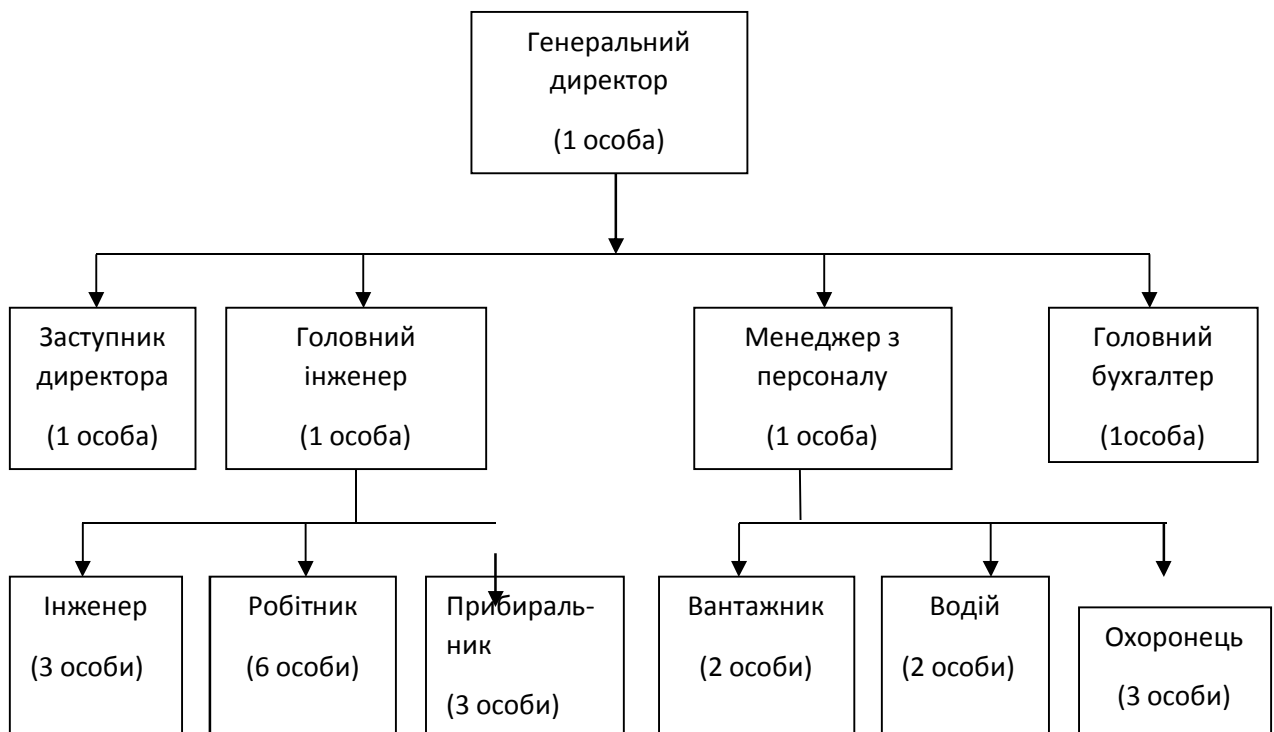 Генеральний
директор
(1 особа)
Заступник
директора
(1 особа)
Головний
інженер
(1 особа)
Менеджер з
персоналу
(1 особа)
Головний
бухгалтер
(1особа)
Інженер
(3 особи)
Робітник
(6 особи)
Прибираль-
ник
(3 особи)
Вантажник
(2 особи)
Водій
(2 особи)
Охоронець
(3 особи)